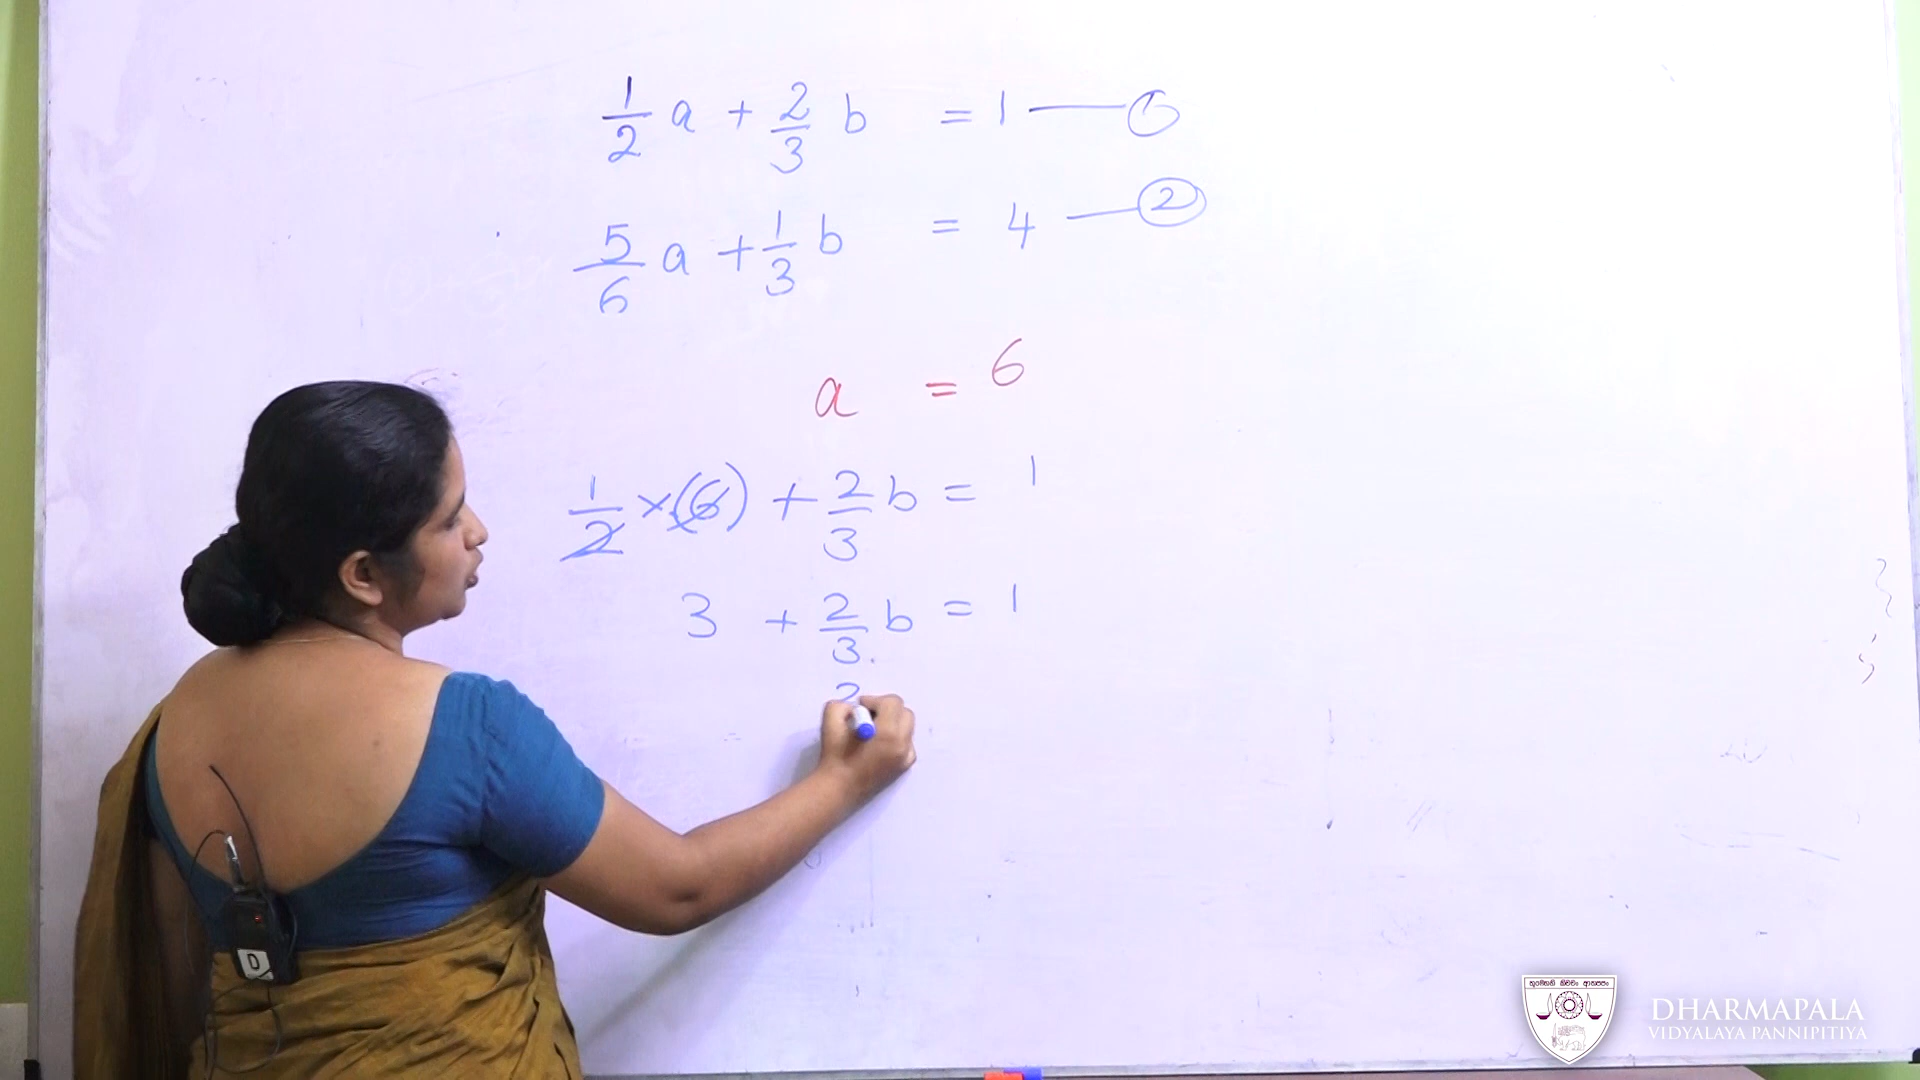 1/2 a + 2/3 b = 1 —— ①
5/6 a + 1/3 b = 4 —— ②
a = 6
1/2 × (6) + 2/3 b = 1
3 + 2/3 b = 1
2
D
DHARMAPALA
VIDYALAYA PANNIPITIYA